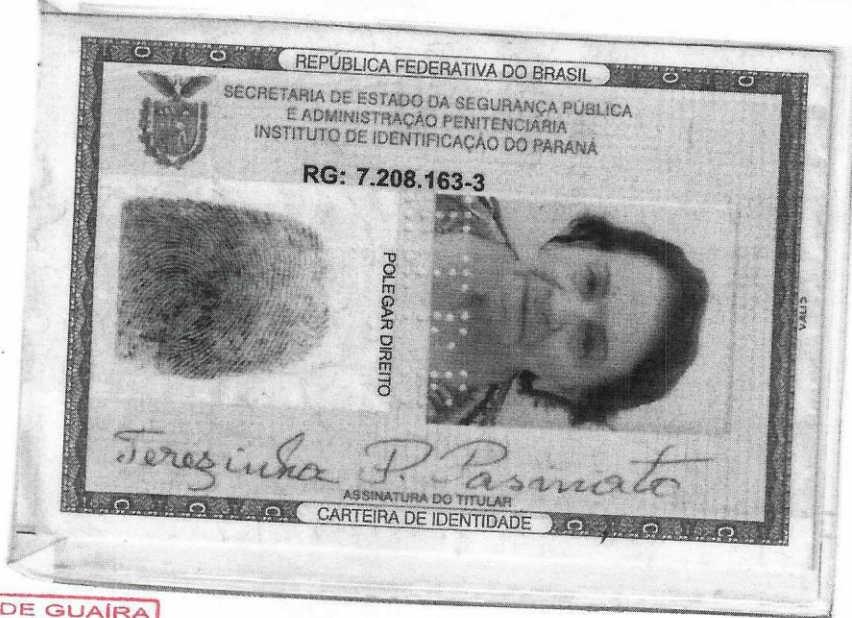 REPÚBLICA FEDERATIVA DO BRASIL
SECRETARIA DE ESTADO DA SEGURANÇA PÚBLICA
E ADMINISTRAÇÃO PENITENCIARIA
INSTITUTO DE IDENTIFICAÇÃO DO PARANÁ
RG: 7.208.163-3
POLEGAR DIREITO
Terezinha P. Pasinato
ASSINATURA DO TITULAR
CARTEIRA DE IDENTIDADE
DE GUAÍRA